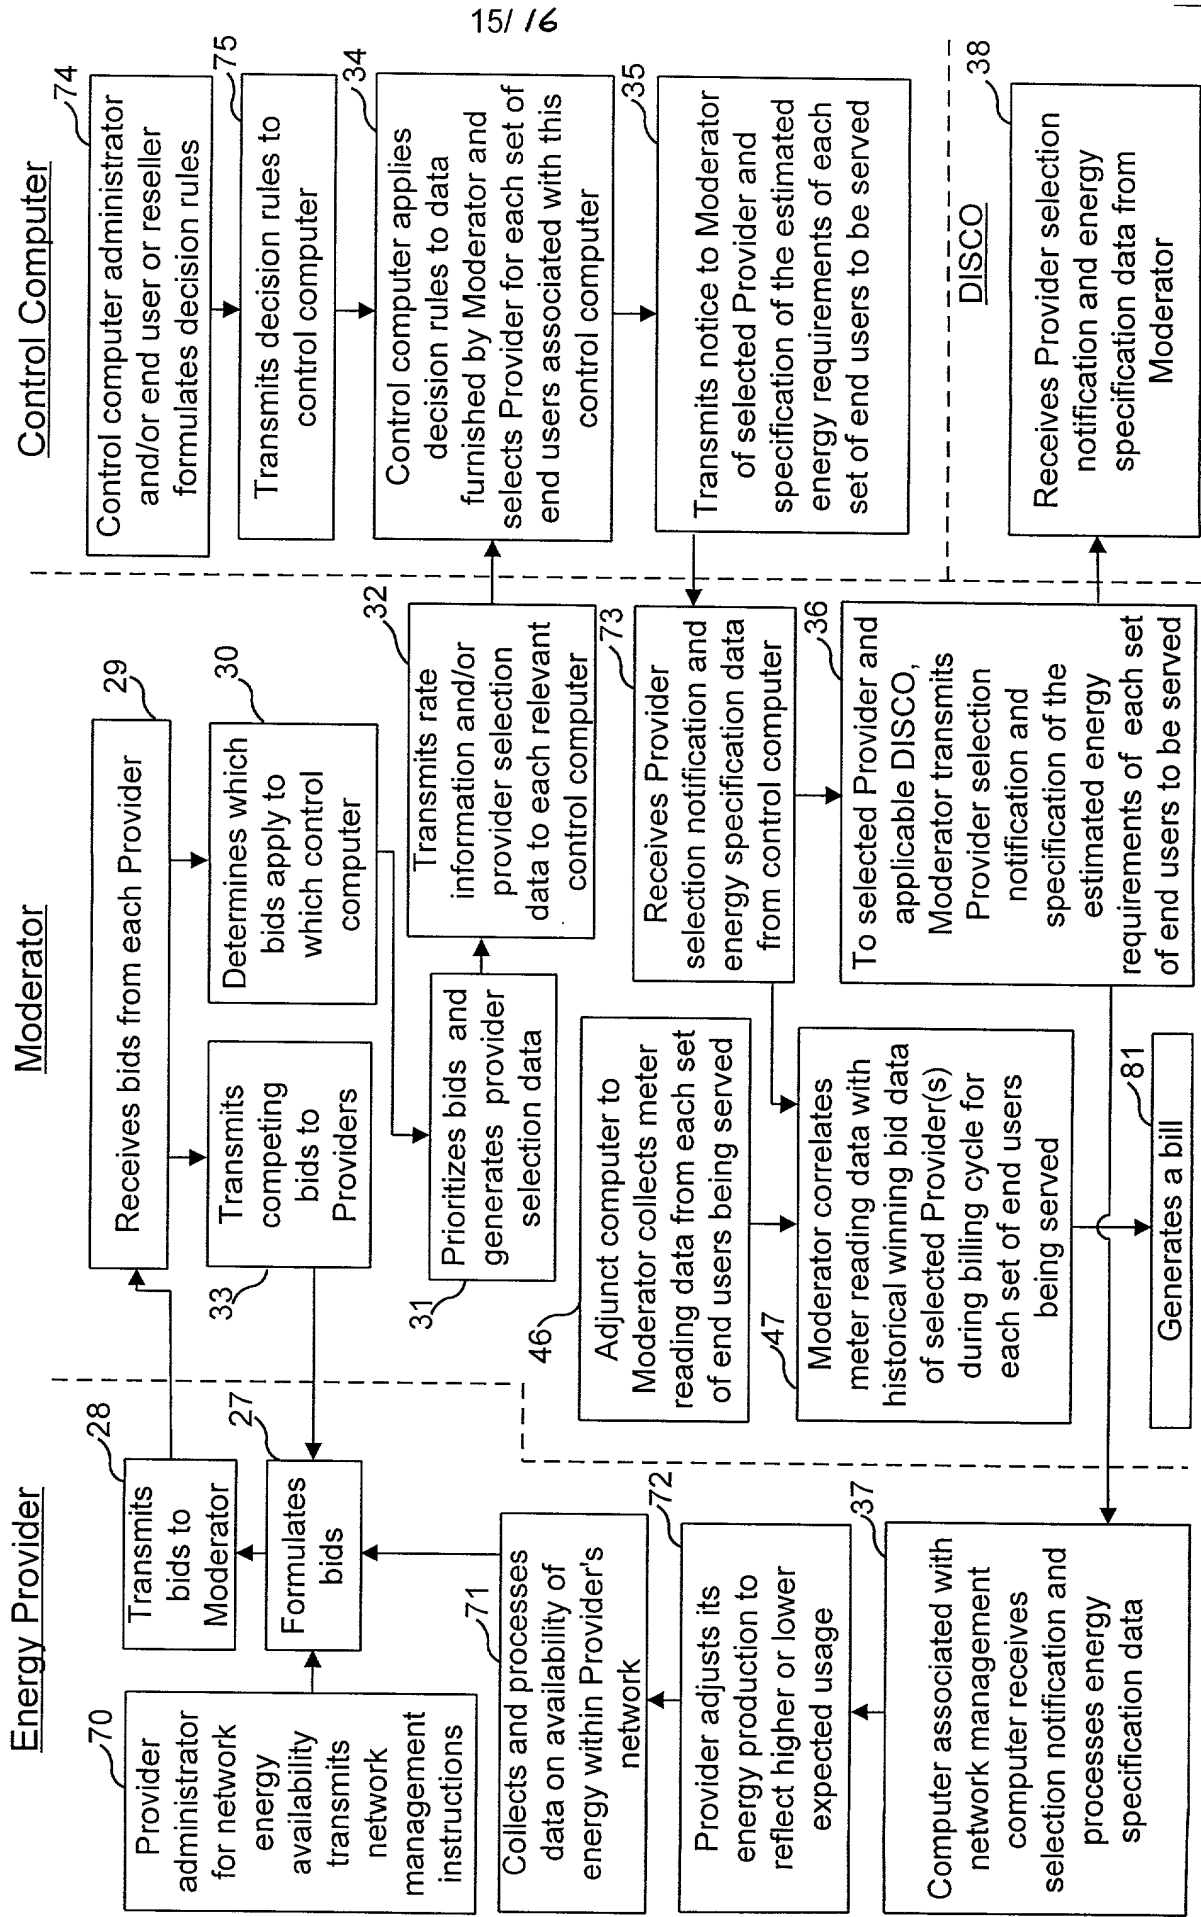 15/16
Energy Provider
70
Provider
administrator
for network
energy
availability
transmits
network
management
instructions
28
Transmits
bids to
Moderator
27
Formulates
bids
71
Collects and processes
data on availability of
energy within Provider's
network
72
Provider adjusts its
energy production to
reflect higher or lower
expected usage
37
Computer associated with
network management
computer receives
selection notification and
processes energy
specification data
Moderator
29
Receives bids from each Provider
33
Transmits
competing
bids to
Providers
30
Determines which
bids apply to
which control
computer
31
Prioritizes bids and
generates provider
selection data
32
Transmits rate
information and/or
provider selection
data to each relevant
control computer
46
Adjunct computer to
Moderator collects meter
reading data from each set
of end users being served
73
Receives Provider
selection notification and
energy specification data
from control computer
47
Moderator correlates
meter reading data with
historical winning bid data
of selected Provider(s)
during billing cycle for
each set of end users
being served
36
To selected Provider and
applicable DISCO,
Moderator transmits
Provider selection
notification and
specification of the
estimated energy
requirements of each set
of end users to be served
81
Generates a bill
Control Computer
74
Control computer administrator
and/or end user or reseller
formulates decision rules
75
Transmits decision rules to
control computer
34
Control computer applies
decision rules to data
furnished by Moderator and
selects Provider for each set of
end users associated with this
control computer
35
Transmits notice to Moderator
of selected Provider and
specification of the estimated
energy requirements of each
set of end users to be served
DISCO
38
Receives Provider selection
notification and energy
specification data from
Moderator